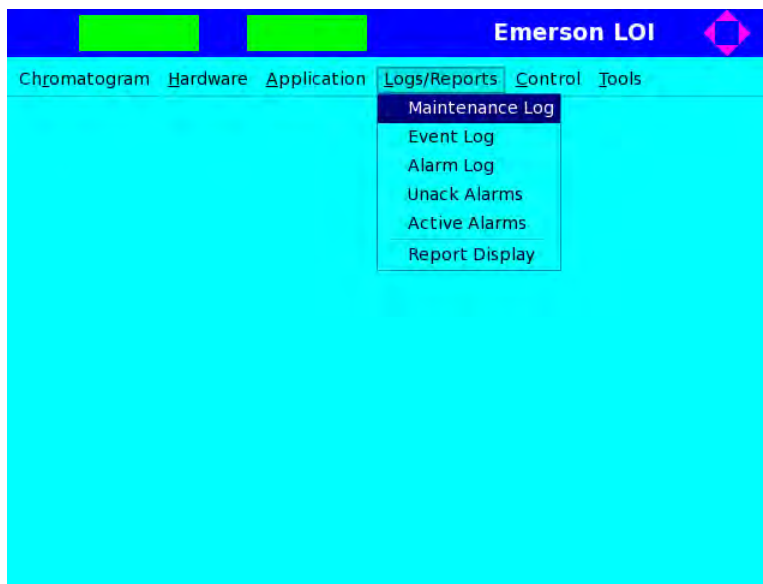 Emerson LOI
Chromatogram Hardware Application Logs/Reports Control Tools
Maintenance Log
Event Log
Alarm Log
Unack Alarms
Active Alarms
Report Display